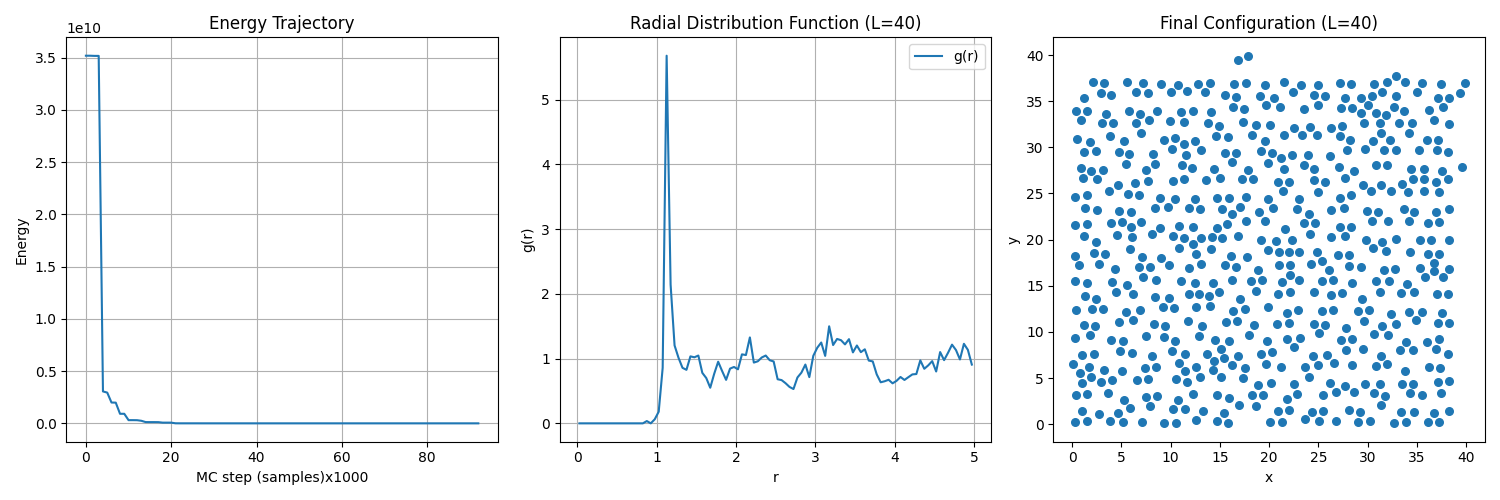 Energy Trajectory
1e10
3.5
3.0
2.5
2.0
1.5
1.0
0.5
0.0
Energy
0 20 40 60 80
MC step (samples)x1000
Radial Distribution Function (L=40)
g(r)
5
4
3
2
1
0
g(r)
0 1 2 3 4 5
r
Final Configuration (L=40)
40
35
30
25
20
15
10
5
0
y
0 5 10 15 20 25 30 35 40
x